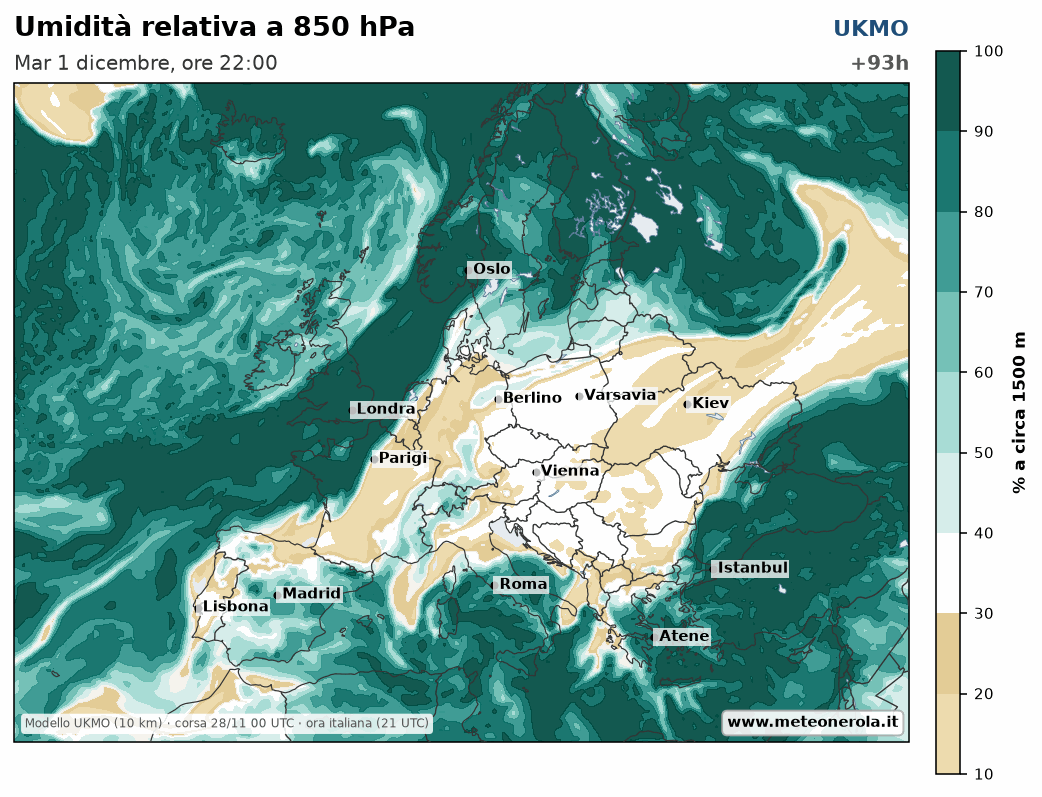 Umidità relativa a 850 hPa
UKMO
Mar 1 dicembre, ore 22:00
+93h
100
90
80
70
60
50
40
30
20
10
% a circa 1500 m
Oslo
Berlino
Varsavia
Kiev
Londra
Parigi
Vienna
Istanbul
Roma
Madrid
Lisbona
Atene
Modello UKMO (10 km) · corsa 28/11 00 UTC · ora italiana (21 UTC)
www.meteonerola.it